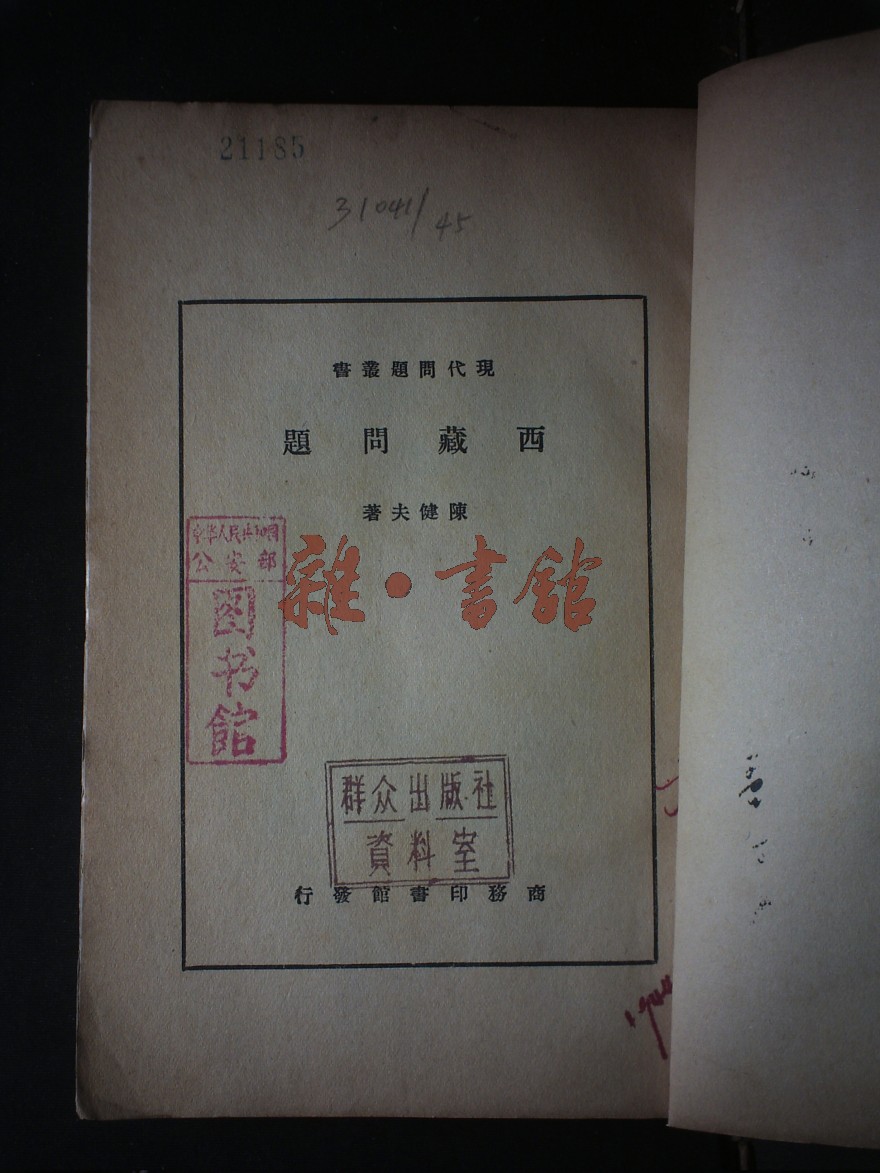 21185
31041/
45
現代問題叢書
西藏問題
陳健夫著
中华人民共和国
公安部
图书館
雜·書館
群众出版社
資料室
商務印書館發行